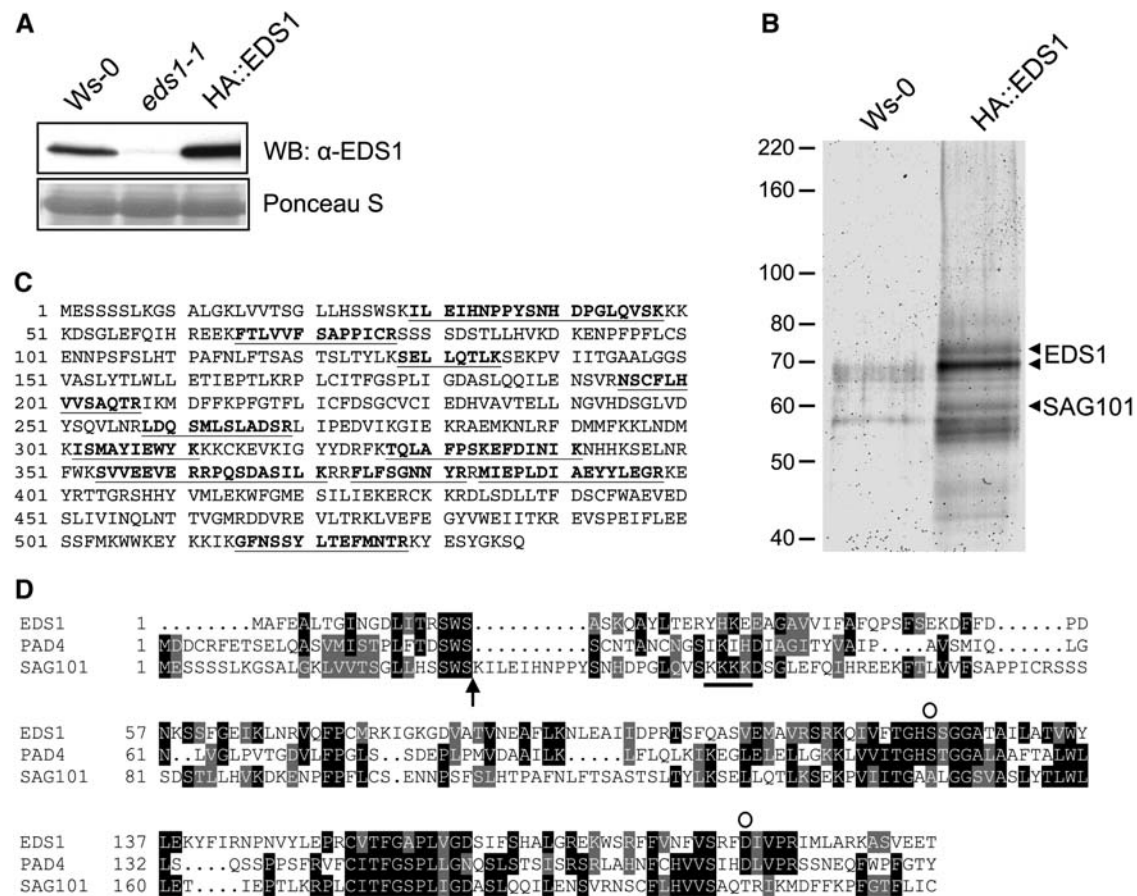 A
Ws-0
eds1-1
HA::EDS1
WB: α-EDS1
Ponceau S
B
Ws-0
HA::EDS1
220
160
100
80
70
60
50
40
EDS1
SAG101
C
1 MESSSSLKGS ALGKLVVTSG LLHSSWSKIL EIHNPPYSNH DPGLQVSKKK
51 KDSGLEFQIH REEKFTLVVF SAPPICRSSS SDSTLLHVKD KENPFPFLCS
101 ENNPSFSLHT PAFNLFTSAS TSLTYLKSEL LQTLKSEKPV IITGAALGGS
151 VASLYTLWLL ETIEPTLKRP LCITFGSPLI GDASLQQILE NSVRNSCFLH
201 VVSAQTRIKM DFFKPFGTFL ICFDSGCVCI EDHVAVTELL NGVHDSGLVD
251 YSQVLNRLDQ SMLSLADSRL IPEDVIKGIE KRAEMKNLRF DMMFKKLNDM
301 KISMAYIEWY KKKCKEVKIG YYDRFKTQLA FPSKEFDINI KNHHKSELNR
351 FWKSVVEEVE RRPQSDASIL KRRFLFSGNN YRRMIEPLDI AEYYLEGRKE
401 YRTTGRSHHY VMLEKWFGME SILIEKERCK KRDLSDLLTF DSCFWAEVED
451 SLIVINQLNT TVGMRDDVRE VLTRKLVEFE GYVWEIITKR EVSPEIFLEE
501 SSFMKWWKEY KKIKGFNSSY LTEFMNTRKY ESYGKSQ
D
EDS1 1 ........MAFEALTGINGDLITRSWS..........ASKQAYLTERYHKEEAGAVVIFAFQPSFSEKDFFD......PD
PAD4 1 MDDCRFETSELQASVMISTPLFTDSWS..........SCNTANCNGSIKIHDIAGITYVAIP....AVSMIQ......LG
SAG101 1 MESSSSLKGSALGKLVVTSGLLHSSWSKILEIHNPPYSNHDPGLQVSKKKKDSGLEFQIHREEKFTLVVFSAPPICRSSS
EDS1 57 NKSSFGEIKLNRVQFPCMRKIGKGDVATVNEAFLKNLEAIIDPRTSFQASVEMAVRSRKQIVFTGHSSGGATAILATVWY
PAD4 61 N..LVGLPVTGDVLFPGLS..SDEPLPMVDAAILK......LFLQLKIEGLELELLGKKLVVITGHSTGGALAAFTALWL
SAG101 81 SDSTLLHVKDKENPFPFLCS.ENNPSFSLHTPAFNLFTSASTSLTYLKSELLQTLKSEKPVIITGAALGGSVASLYTLWL
EDS1 137 LEKYFIRNPNVYLEPRCVTFGAPLVGDSIFSHALGREKWSRFFVNFVSRFDIVPRIMLARKASVEET
PAD4 132 LS....QSSPPSFRVFCITFGSPLLGNQSLSTSISRSRLAHNFCHVVSIHDLVPRSSNEQFWPFGTY
SAG101 160 LET....IEPTLKRPLCITFGSPLIGDASLQQILENSVRNSCFLHVVSAQTRIKMDFFKPFGTFLIC